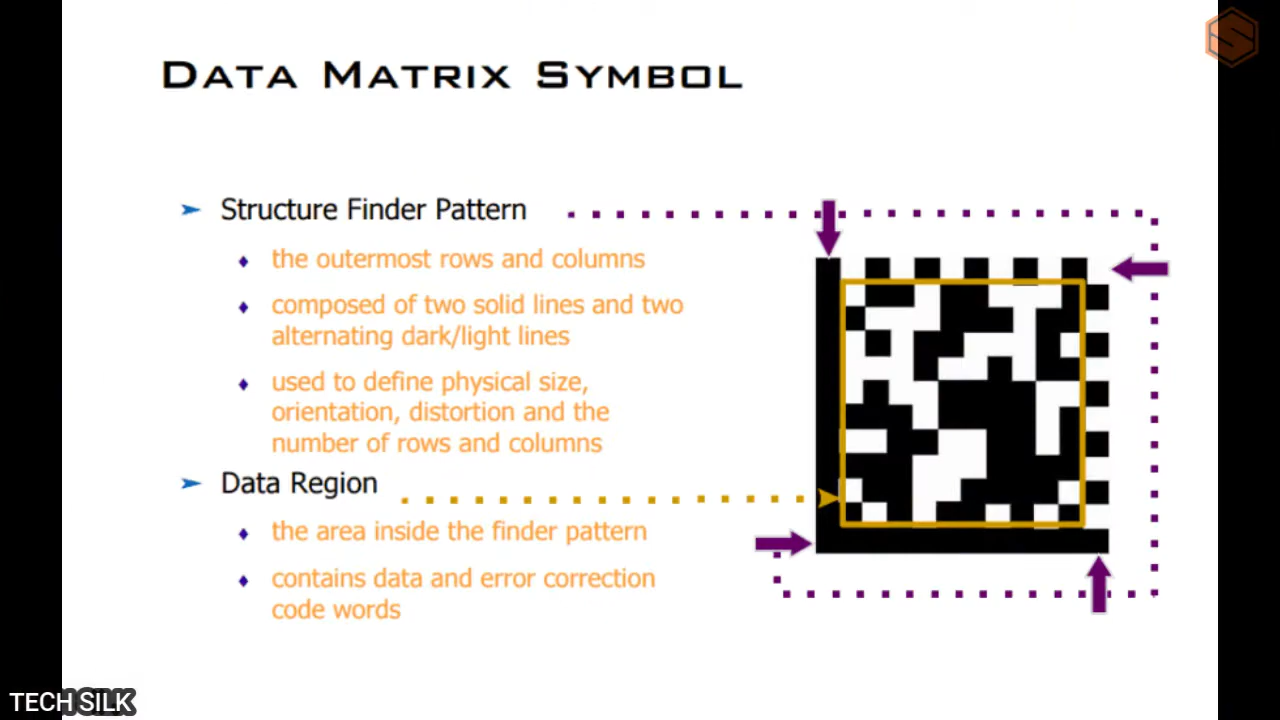 DATA MATRIX SYMBOL
Structure Finder Pattern
the outermost rows and columns
composed of two solid lines and two
alternating dark/light lines
used to define physical size,
orientation, distortion and the
number of rows and columns
Data Region
the area inside the finder pattern
contains data and error correction
code words
TECH SILK